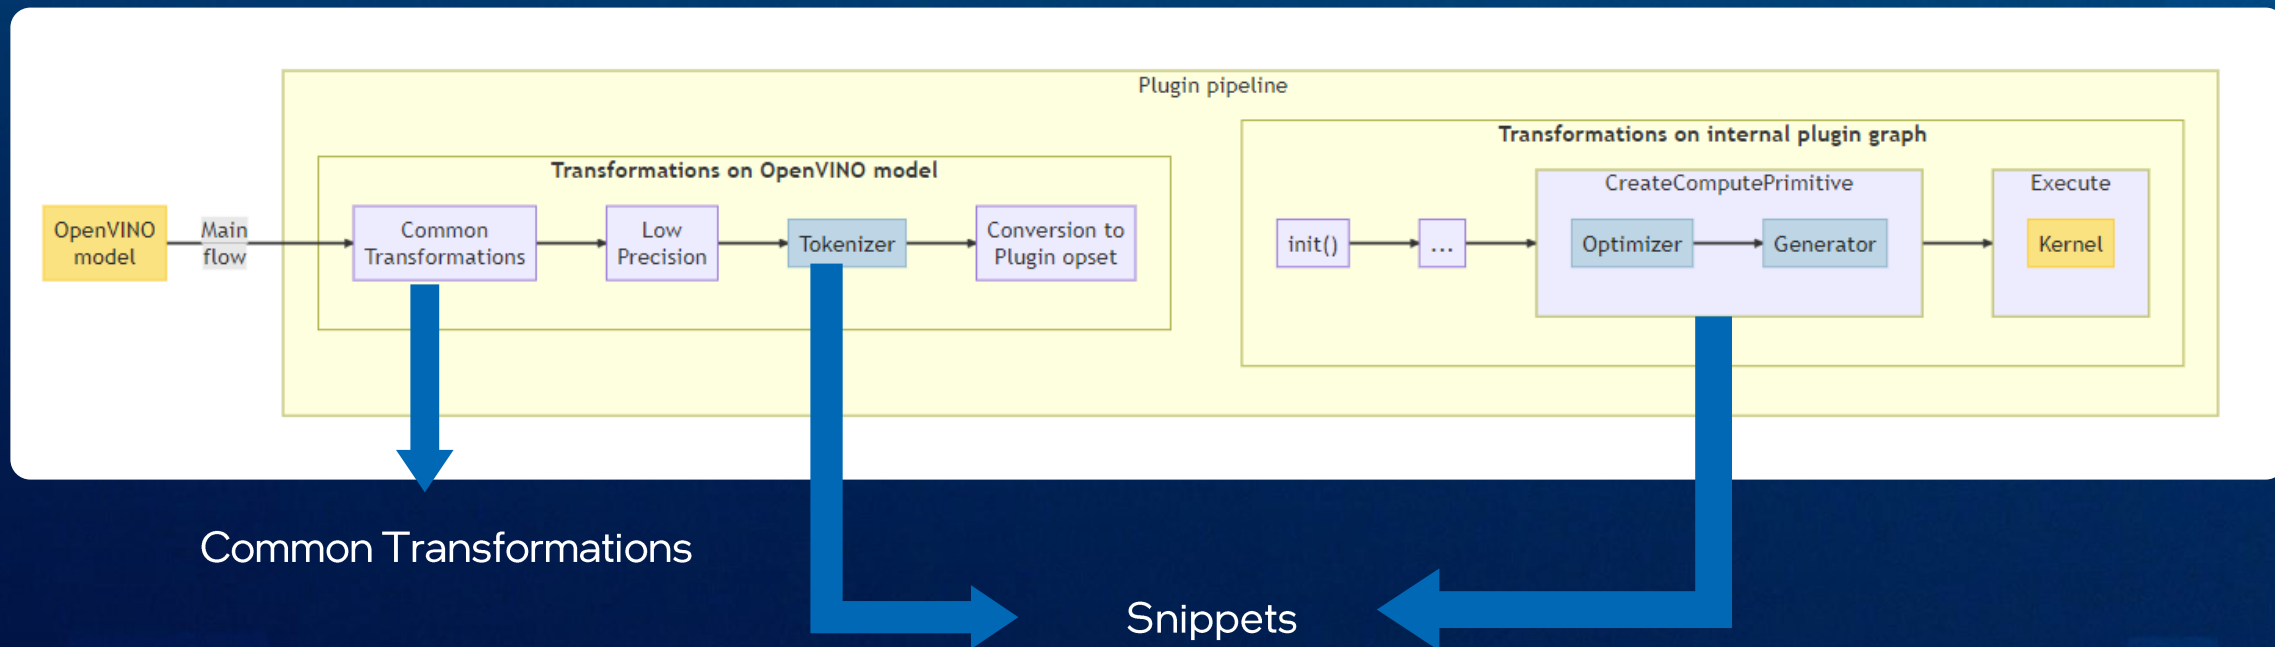 Plugin pipeline
Transformations on OpenVINO model
OpenVINO
model
Main
flow
Common
Transformations
Low
Precision
Tokenizer
Conversion to
Plugin opset
Transformations on internal plugin graph
init()
...
CreateComputePrimitive
Optimizer
Generator
Execute
Kernel
Common Transformations
Snippets